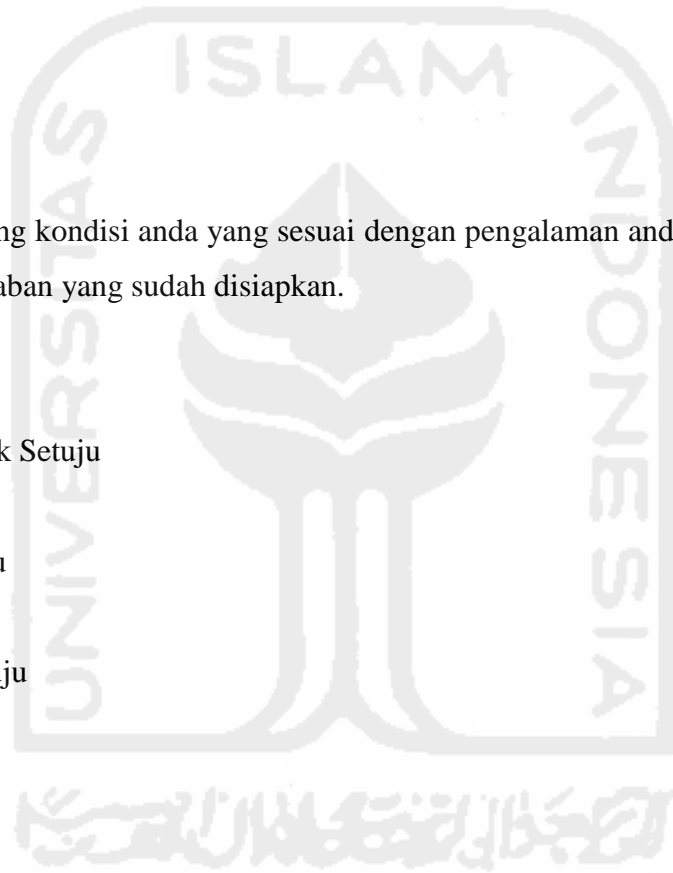 ISLAM
UNIVERSITAS
INDONESIA
ng kondisi anda yang sesuai dengan pengalaman and
aban yang sudah disiapkan.
k Setuju
u
ju